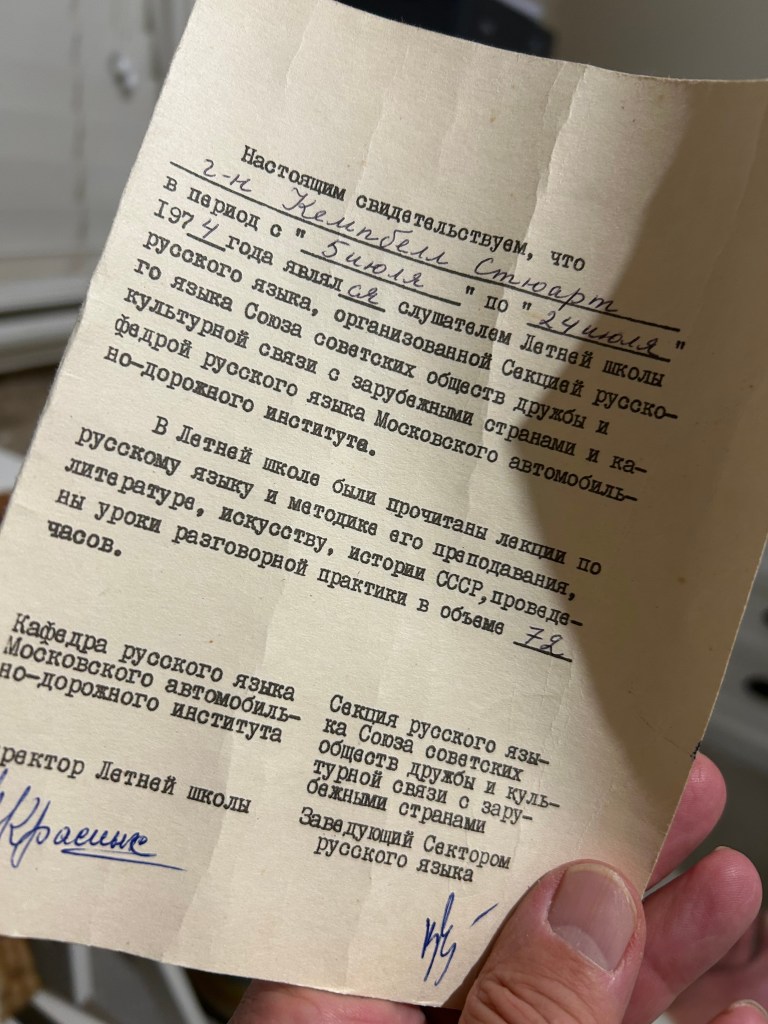 Настоящим свидетельствуем, что
г-н Кемпбелл Стюарт
в период с "5 июля" по "24 июля"
1974 года являлся слушателем Летней школы
русского языка, организованной Секцией русско-
го языка Союза советских обществ дружбы и
культурной связи с зарубежными странами и ка-
федрой русского языка Московского автомобиль-
но-дорожного института.
В Летней школе были прочитаны лекции по
русскому языку и методике его преподавания,
литературе, искусству, истории СССР, проведе-
ны уроки разговорной практики в объеме 72
часов.
Кафедра русского языка
Московского автомобиль-
но-дорожного института
ректор Летней школы
Красных
Секция русского язы-
ка Союза советских
обществ дружбы и куль-
турной связи с зару-
бежными странами
Заведующий Сектором
русского языка